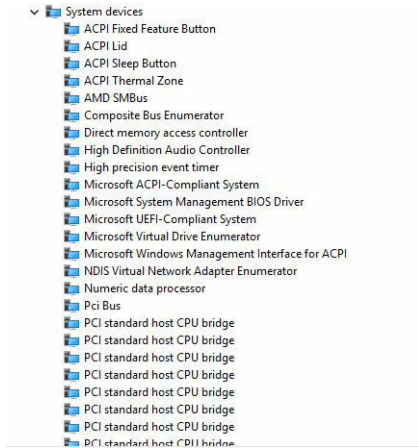 System devices
ACPI Fixed Feature Button
ACPI Lid
ACPI Sleep Button
ACPI Thermal Zone
AMD SMBus
Composite Bus Enumerator
Direct memory access controller
High Definition Audio Controller
High precision event timer
Microsoft ACPI-Compliant System
Microsoft System Management BIOS Driver
Microsoft UEFI-Compliant System
Microsoft Virtual Drive Enumerator
Microsoft Windows Management Interface for ACPI
NDIS Virtual Network Adapter Enumerator
Numeric data processor
Pci Bus
PCI standard host CPU bridge
PCI standard host CPU bridge
PCI standard host CPU bridge
PCI standard host CPU bridge
PCI standard host CPU bridge
PCI standard host CPU bridge
PCI standard host CPU bridge
PCI standard host CPU bridge